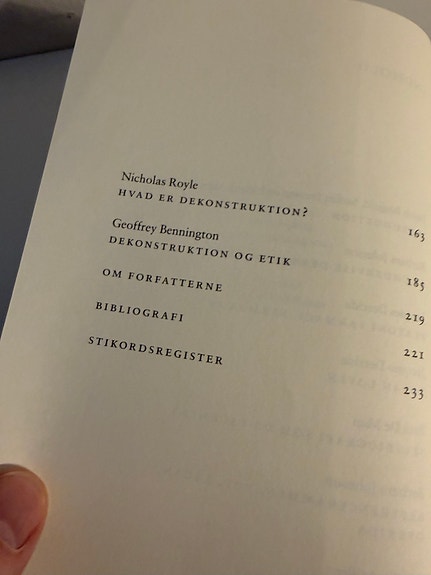 Nicholas Royle
HVAD ER DEKONSTRUKTION? 163
Geoffrey Bennington
DEKONSTRUKTION OG ETIK 185
OM FORFATTERNE 219
BIBLIOGRAFI 221
STIKORDSREGISTER 233